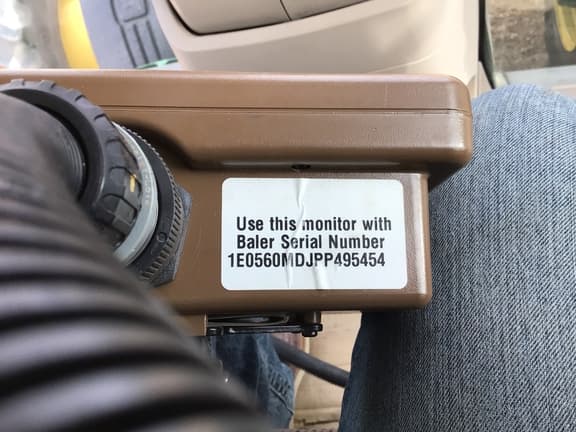 Use this monitor with
Baler Serial Number
1E0560MDJPP495454